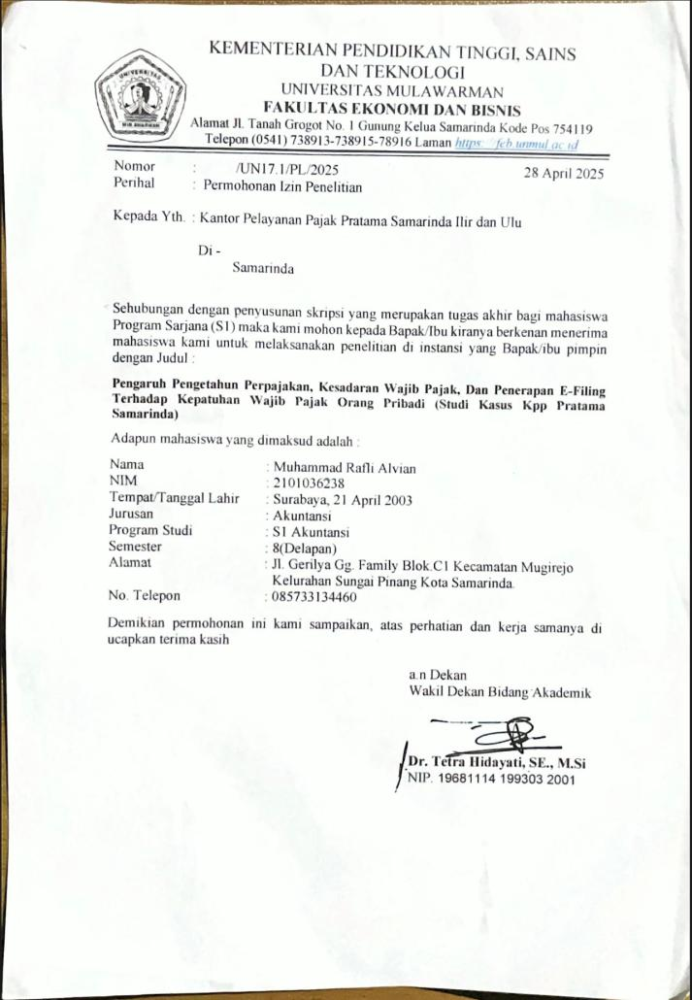 KEMENTERIAN PENDIDIKAN TINGGI, SAINS
DAN TEKNOLOGI
UNIVERSITAS MULAWARMAN
FAKULTAS EKONOMI DAN BISNIS
Alamat Jl. Tanah Grogot No. 1 Gunung Kelua Samarinda Kode Pos 754119
Telepon (0541) 738913-738915-78916 Laman https://feb.unmul.ac.id
UNIVERSITAS
MULAWARMAN
Nomor : /UN17.1/PL/2025 28 April 2025
Perihal : Permohonan Izin Penelitian
Kepada Yth. : Kantor Pelayanan Pajak Pratama Samarinda Ilir dan Ulu
Di -
Samarinda
Sehubungan dengan penyusunan skripsi yang merupakan tugas akhir bagi mahasiswa
Program Sarjana (S1) maka kami mohon kepada Bapak/Ibu kiranya berkenan menerima
mahasiswa kami untuk melaksanakan penelitian di instansi yang Bapak/ibu pimpin
dengan Judul :
Pengaruh Pengetahun Perpajakan, Kesadaran Wajib Pajak, Dan Penerapan E-Filing
Terhadap Kepatuhan Wajib Pajak Orang Pribadi (Studi Kasus Kpp Pratama
Samarinda)
Adapun mahasiswa yang dimaksud adalah :
Nama : Muhammad Rafli Alvian
NIM : 2101036238
Tempat/Tanggal Lahir : Surabaya, 21 April 2003
Jurusan : Akuntansi
Program Studi : S1 Akuntansi
Semester : 8(Delapan)
Alamat : Jl. Gerilya Gg. Family Blok.C1 Kecamatan Mugirejo
Kelurahan Sungai Pinang Kota Samarinda.
No. Telepon : 085733134460
Demikian permohonan ini kami sampaikan, atas perhatian dan kerja samanya di
ucapkan terima kasih
a.n Dekan
Wakil Dekan Bidang Akademik
Dr. Tetra Hidayati, SE., M.Si
NIP. 19681114 199303 2001